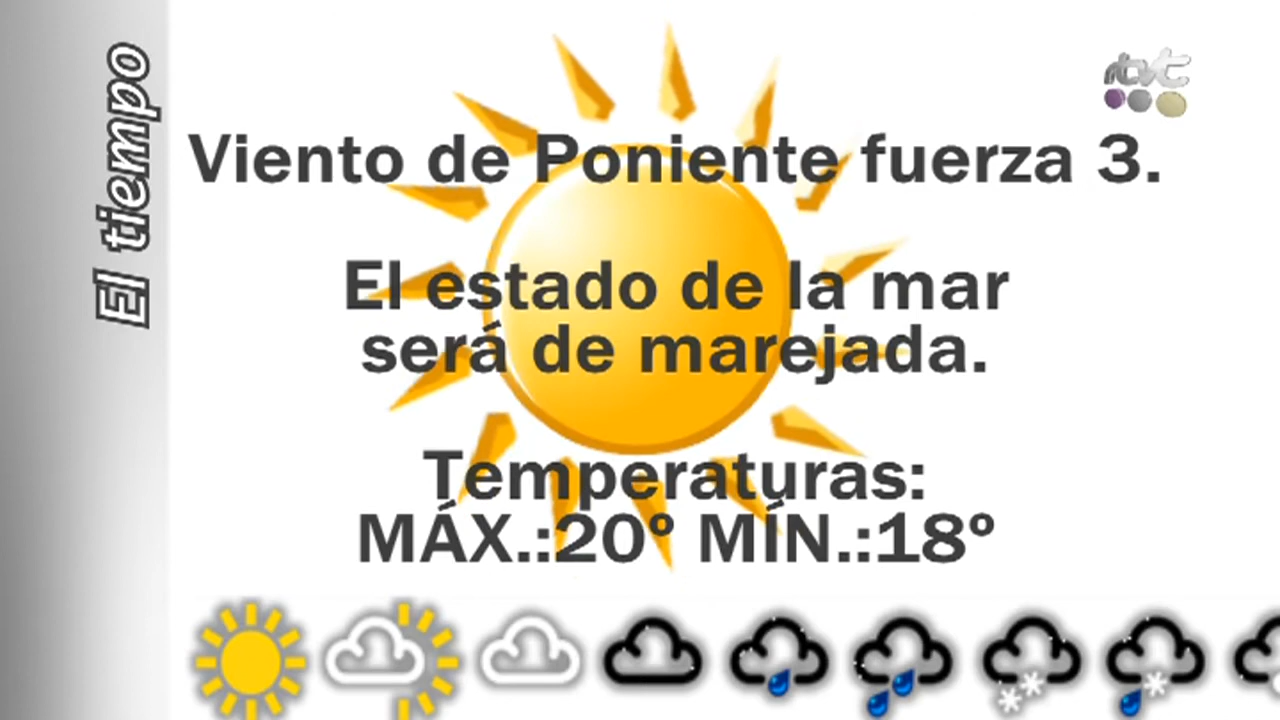 El tiempo
rtvt
Viento de Poniente fuerza 3.
El estado de la mar
será de marejada.
Temperaturas:
MÁX.:20º MÍN.:18º